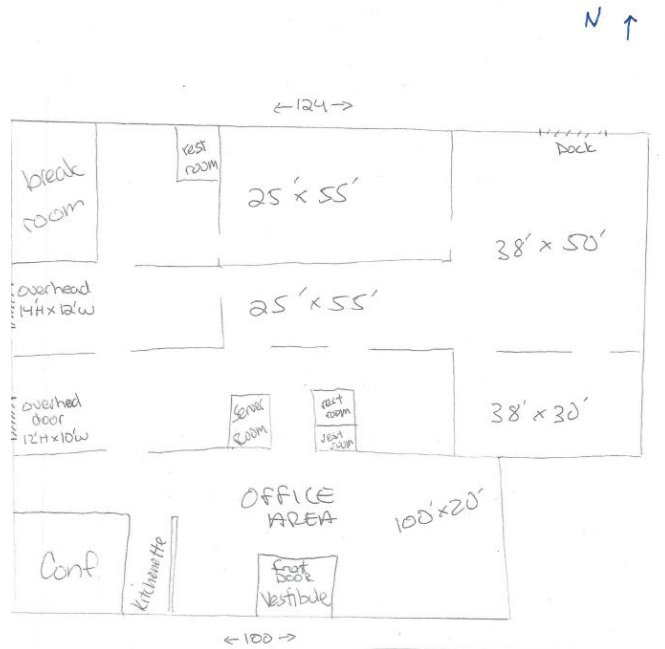 N ↑
←124→
break
room
rest
room
25' x 55'
Dock
38' x 50'
overhead
14'H x 12'W
25' x 55'
overhed
door
12'H x 10'W
Server
room
rest
room
rest
room
38' x 30'
OFFICE
AREA
100' x 20'
Conf.
Kitchenette
front
Door
Vestibule
←100→